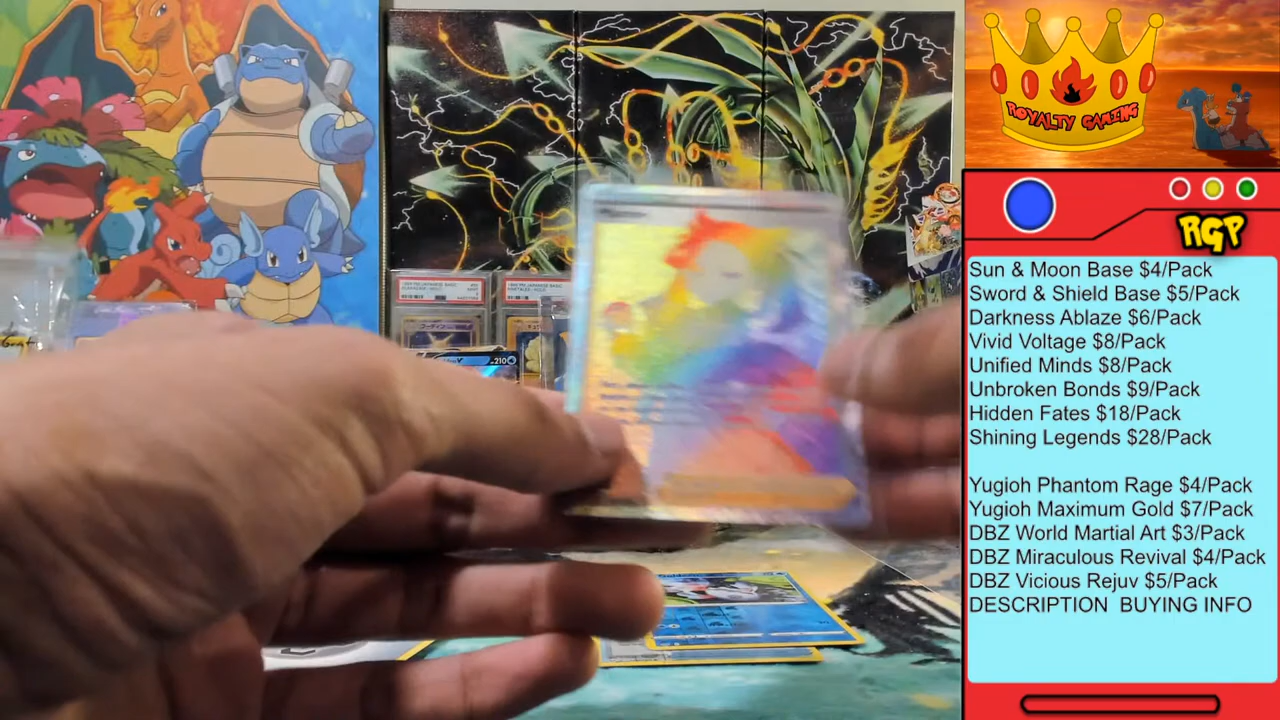 ROYALTY GAMING
RGP
Sun & Moon Base $4/Pack
Sword & Shield Base $5/Pack
Darkness Ablaze $6/Pack
Vivid Voltage $8/Pack
Unified Minds $8/Pack
Unbroken Bonds $9/Pack
Hidden Fates $18/Pack
Shining Legends $28/Pack
Yugioh Phantom Rage $4/Pack
Yugioh Maximum Gold $7/Pack
DBZ World Martial Art $3/Pack
DBZ Miraculous Revival $4/Pack
DBZ Vicious Rejuv $5/Pack
DESCRIPTION BUYING INFO
210